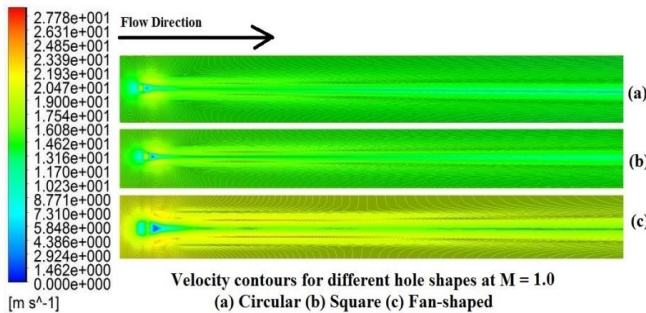 2.778e+001
2.631e+001
2.485e+001
2.339e+001
2.193e+001
2.047e+001
1.900e+001
1.754e+001
1.608e+001
1.462e+001
1.316e+001
1.170e+001
1.023e+001
8.771e+000
7.310e+000
5.848e+000
4.386e+000
2.924e+000
1.462e+000
0.000e+000
[m s^-1]
Flow Direction
(a)
(b)
(c)
Velocity contours for different hole shapes at M = 1.0
(a) Circular (b) Square (c) Fan-shaped